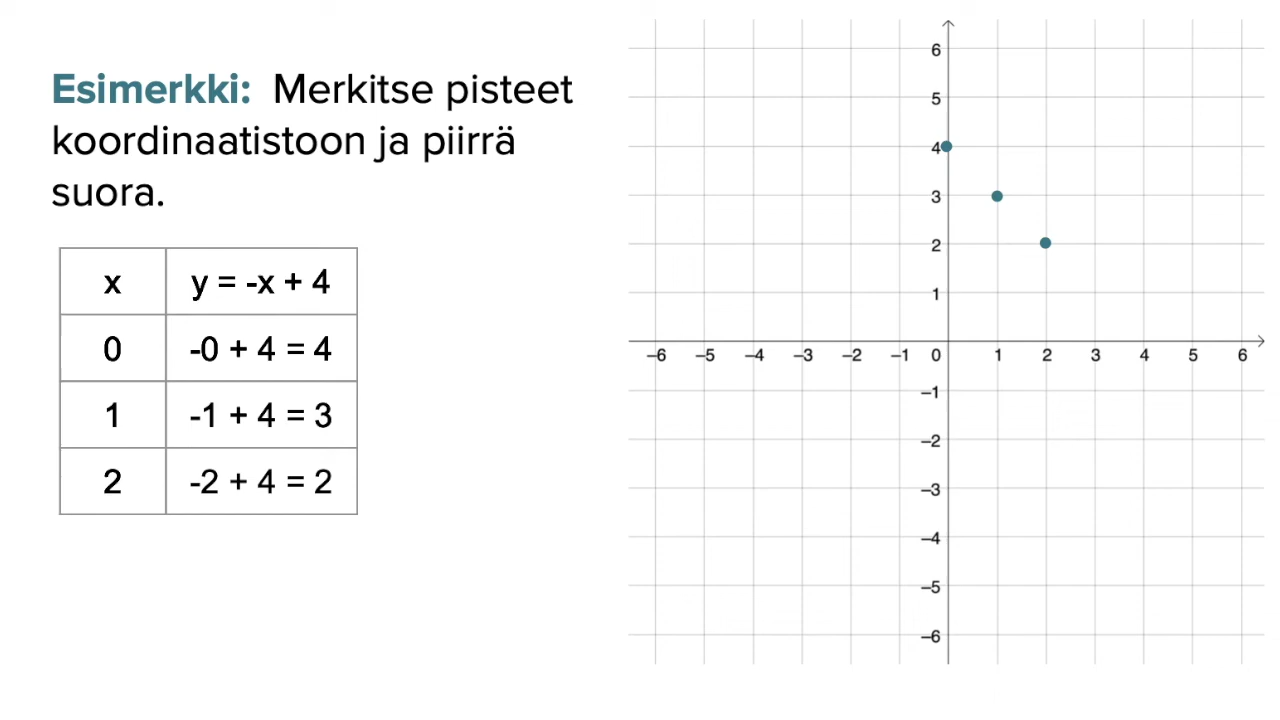 Esimerkki: Merkitse pisteet
koordinaatistoon ja piirrä
suora.
x y = -x + 4
0 -0 + 4 = 4
1 -1 + 4 = 3
2 -2 + 4 = 2
6
5
4
3
2
1
–6 –5 –4 –3 –2 –1 0 1 2 3 4 5 6
–1
–2
–3
–4
–5
–6